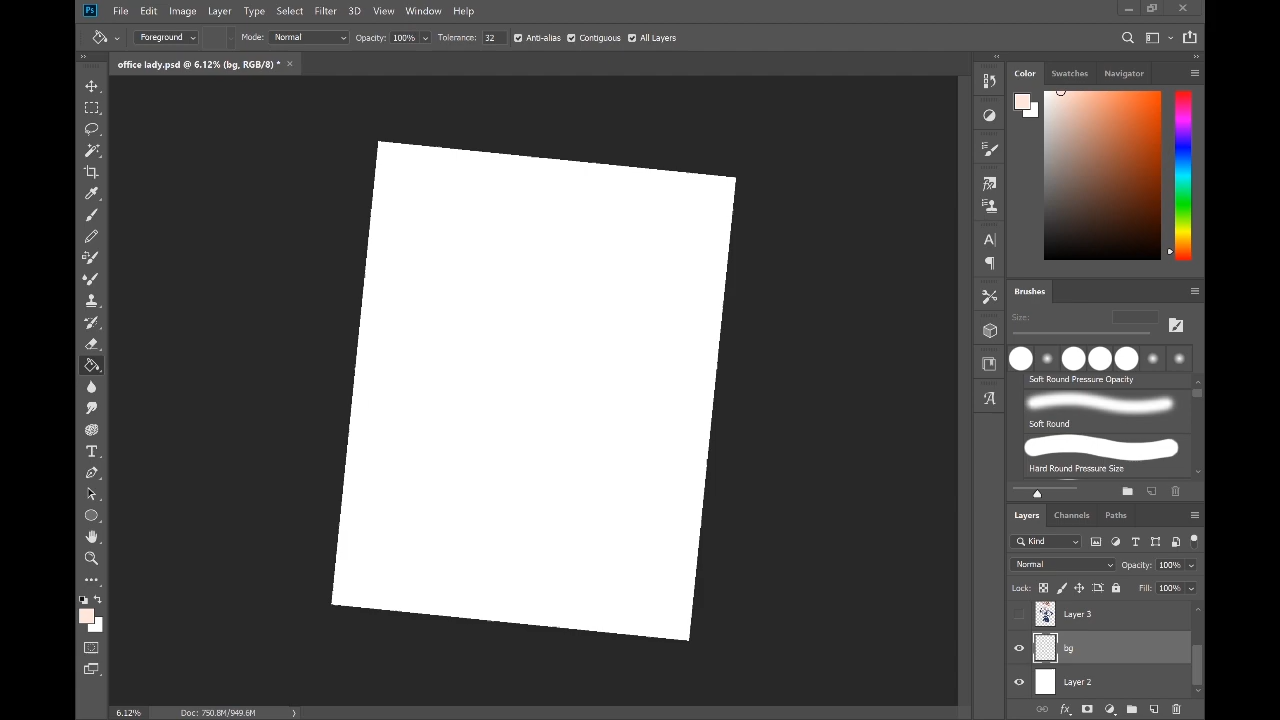 Ps File Edit Image Layer Type Select Filter 3D View Window Help
Foreground Mode: Normal Opacity: 100% Tolerance: 32 Anti-alias Contiguous All Layers
office lady.psd @ 6.12% (bg, RGB/8) *
Color Swatches Navigator
Brushes
Size:
Soft Round Pressure Opacity
Soft Round
Hard Round Pressure Size
Layers Channels Paths
Kind
Normal Opacity: 100%
Lock: Fill: 100%
Layer 3
bg
Layer 2
6.12% Doc: 750.8M/949.6M